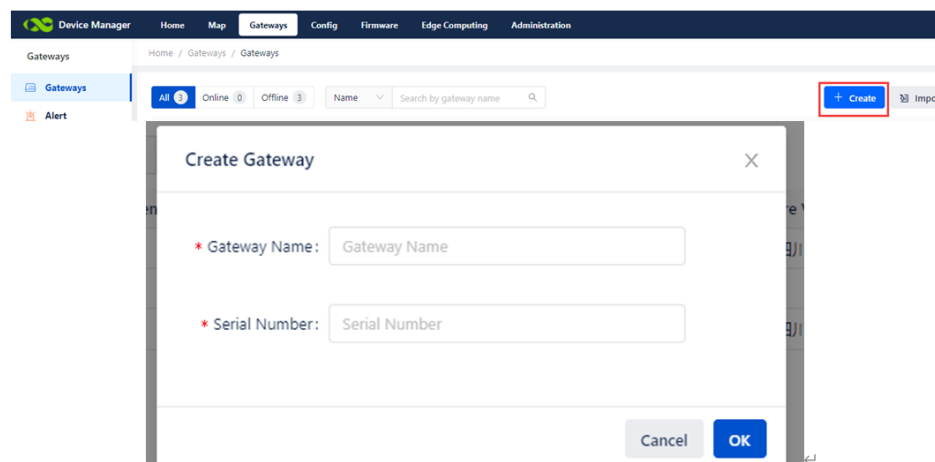 Device Manager Home Map Gateways Config Firmware Edge Computing Administration
Gateways
Home / Gateways / Gateways
Gateways
All 3 Online 0 Offline 3 Name Search by gateway name + Create
Alert
Create Gateway
* Gateway Name: Gateway Name
* Serial Number: Serial Number
Cancel OK